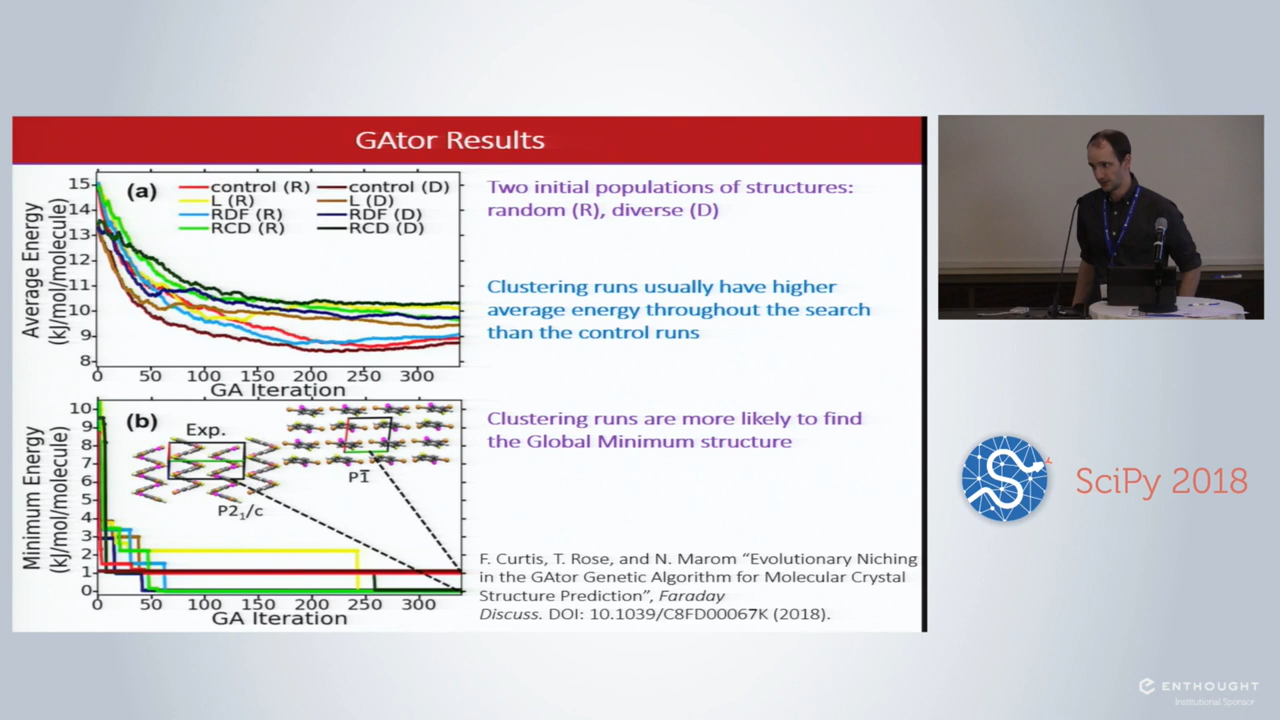 GAtor Results
(a)
control (R)
control (D)
L (R)
L (D)
RDF (R)
RDF (D)
RCD (R)
RCD (D)
15
14
13
12
11
10
9
8
Average Energy
(kJ/mol/molecule)
0
50
100
150
200
250
300
GA Iteration
Two initial populations of structures:
random (R), diverse (D)
Clustering runs usually have higher
average energy throughout the search
than the control runs
(b)
Exp.
P2₁/c
P1̅
10
9
8
7
6
5
4
3
2
1
0
Minimum Energy
(kJ/mol/molecule)
0
50
100
150
200
250
300
GA Iteration
Clustering runs are more likely to find
the Global Minimum structure
F. Curtis, T. Rose, and N. Marom “Evolutionary Niching
in the GAtor Genetic Algorithm for Molecular Crystal
Structure Prediction”, Faraday
Discuss. DOI: 10.1039/C8FD00067K (2018).
SciPy 2018
ENTHOUGHT
Institutional Sponsor